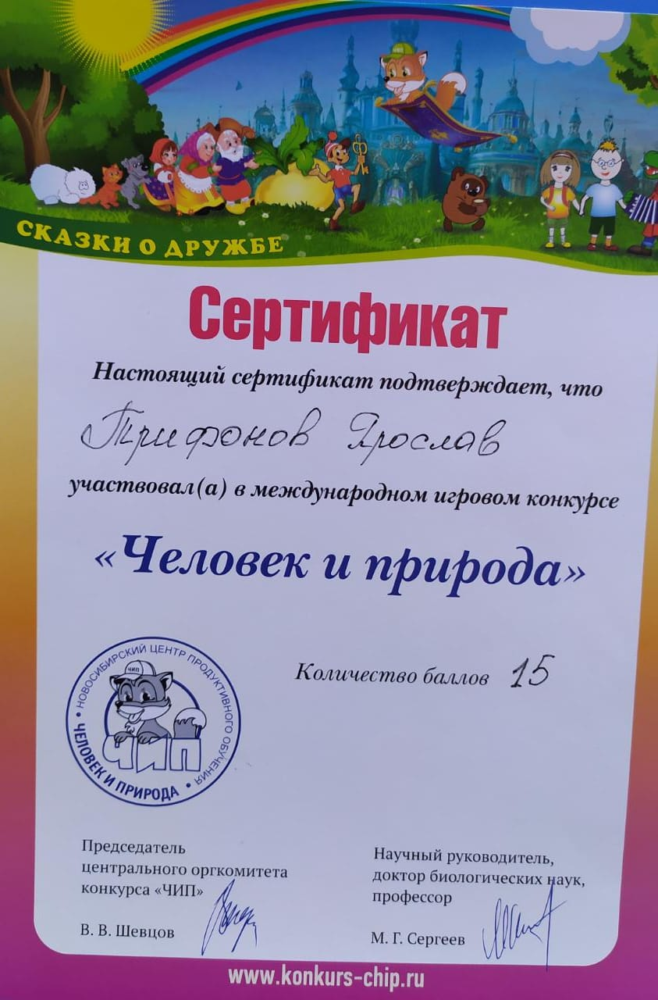 ЧИП
СКАЗКИ О ДРУЖБЕ
Сертификат
Настоящий сертификат подтверждает, что
Трифонов Ярослав
участвовал(а) в международном игровом конкурсе
«Человек и природа»
Количество баллов 15
• НОВОСИБИРСКИЙ ЦЕНТР ПРОДУКТИВНОГО ОБУЧЕНИЯ •
ЧИП
ЧИП
ЧЕЛОВЕК И ПРИРОДА
Председатель
центрального оргкомитета
конкурса «ЧИП»
В. В. Шевцов
Научный руководитель,
доктор биологических наук,
профессор
М. Г. Сергеев
www.konkurs-chip.ru